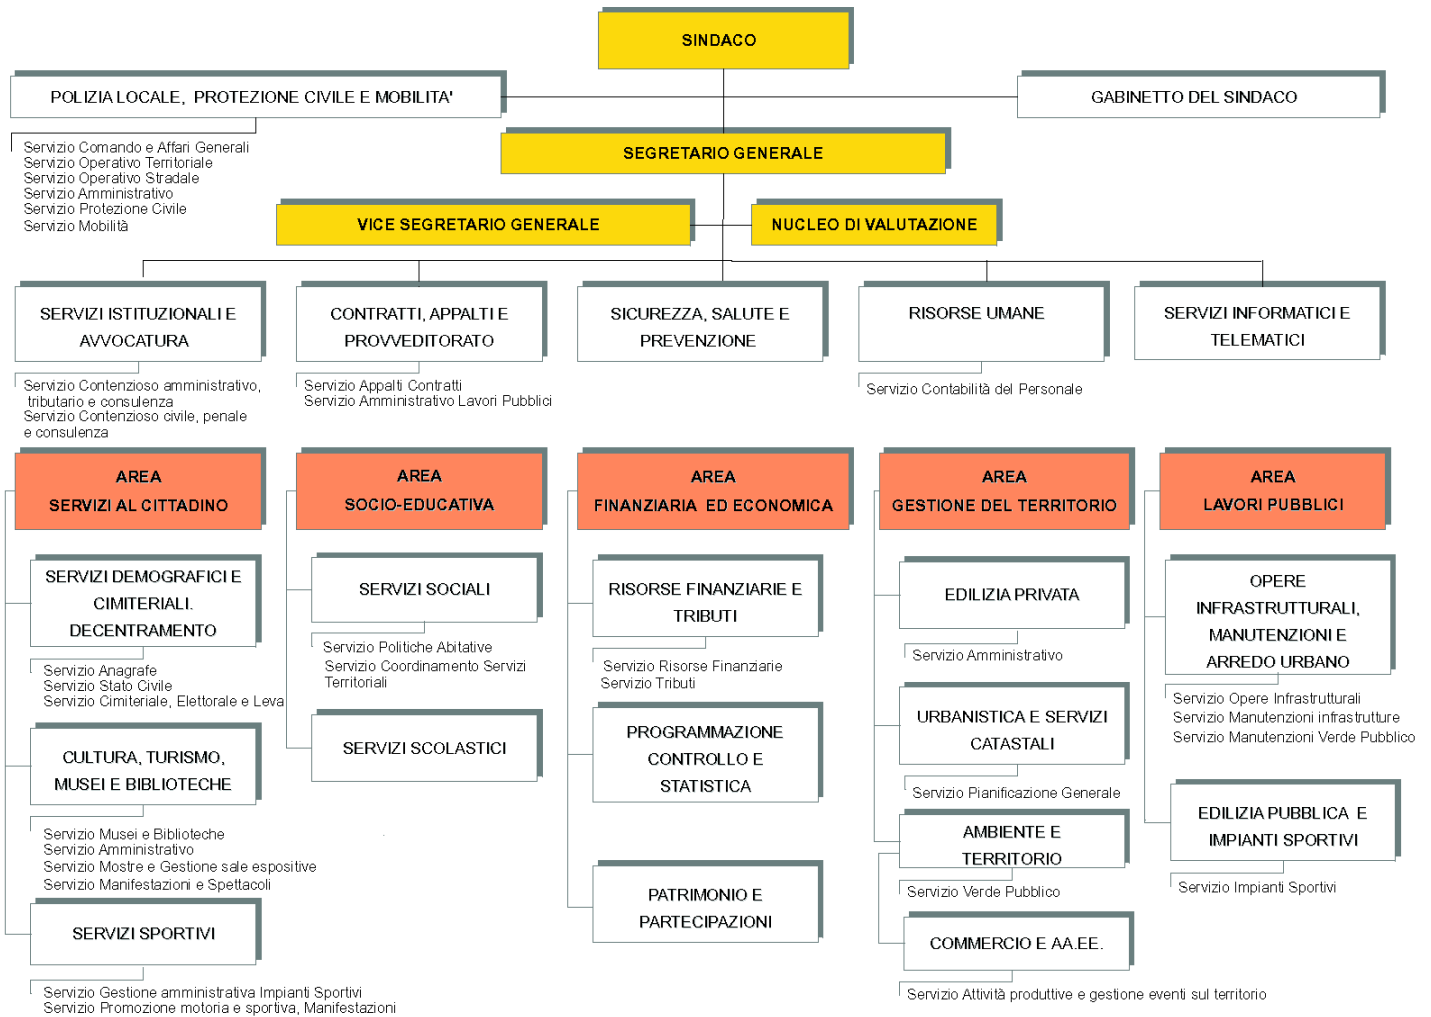 SINDACO
POLIZIA LOCALE, PROTEZIONE CIVILE E MOBILITA'
GABINETTO DEL SINDACO
Servizio Comando e Affari Generali
Servizio Operativo Territoriale
Servizio Operativo Stradale
Servizio Amministrativo
Servizio Protezione Civile
Servizio Mobilità
SEGRETARIO GENERALE
VICE SEGRETARIO GENERALE
NUCLEO DI VALUTAZIONE
SERVIZI ISTITUZIONALI E
AVVOCATURA
Servizio Contenzioso amministrativo,
tributario e consulenza
Servizio Contenzioso civile, penale
e consulenza
CONTRATTI, APPALTI E
PROVVEDITORATO
Servizio Appalti Contratti
Servizio Amministrativo Lavori Pubblici
SICUREZZA, SALUTE E
PREVENZIONE
RISORSE UMANE
Servizio Contabilità del Personale
SERVIZI INFORMATICI E
TELEMATICI
AREA
SERVIZI AL CITTADINO
SERVIZI DEMOGRAFICI E
CIMITERIALI.
DECENTRAMENTO
Servizio Anagrafe
Servizio Stato Civile
Servizio Cimiteriale, Elettorale e Leva
CULTURA, TURISMO,
MUSEI E BIBLIOTECHE
Servizio Musei e Biblioteche
Servizio Amministrativo
Servizio Mostre e Gestione sale espositive
Servizio Manifestazioni e Spettacoli
SERVIZI SPORTIVI
Servizio Gestione amministrativa Impianti Sportivi
Servizio Promozione motoria e sportiva, Manifestazioni
AREA
SOCIO-EDUCATIVA
SERVIZI SOCIALI
Servizio Politiche Abitative
Servizio Coordinamento Servizi
Territoriali
SERVIZI SCOLASTICI
AREA
FINANZIARIA ED ECONOMICA
RISORSE FINANZIARIE E
TRIBUTI
Servizio Risorse Finanziarie
Servizio Tributi
PROGRAMMAZIONE
CONTROLLO E
STATISTICA
PATRIMONIO E
PARTECIPAZIONI
AREA
GESTIONE DEL TERRITORIO
EDILIZIA PRIVATA
Servizio Amministrativo
URBANISTICA E SERVIZI
CATASTALI
Servizio Pianificazione Generale
AMBIENTE E
TERRITORIO
Servizio Verde Pubblico
COMMERCIO E AA.EE.
Servizio Attività produttive e gestione eventi sul territorio
AREA
LAVORI PUBBLICI
OPERE
INFRASTRUTTURALI,
MANUTENZIONI E
ARREDO URBANO
Servizio Opere Infrastrutturali
Servizio Manutenzioni infrastrutture
Servizio Manutenzioni Verde Pubblico
EDILIZIA PUBBLICA E
IMPIANTI SPORTIVI
Servizio Impianti Sportivi